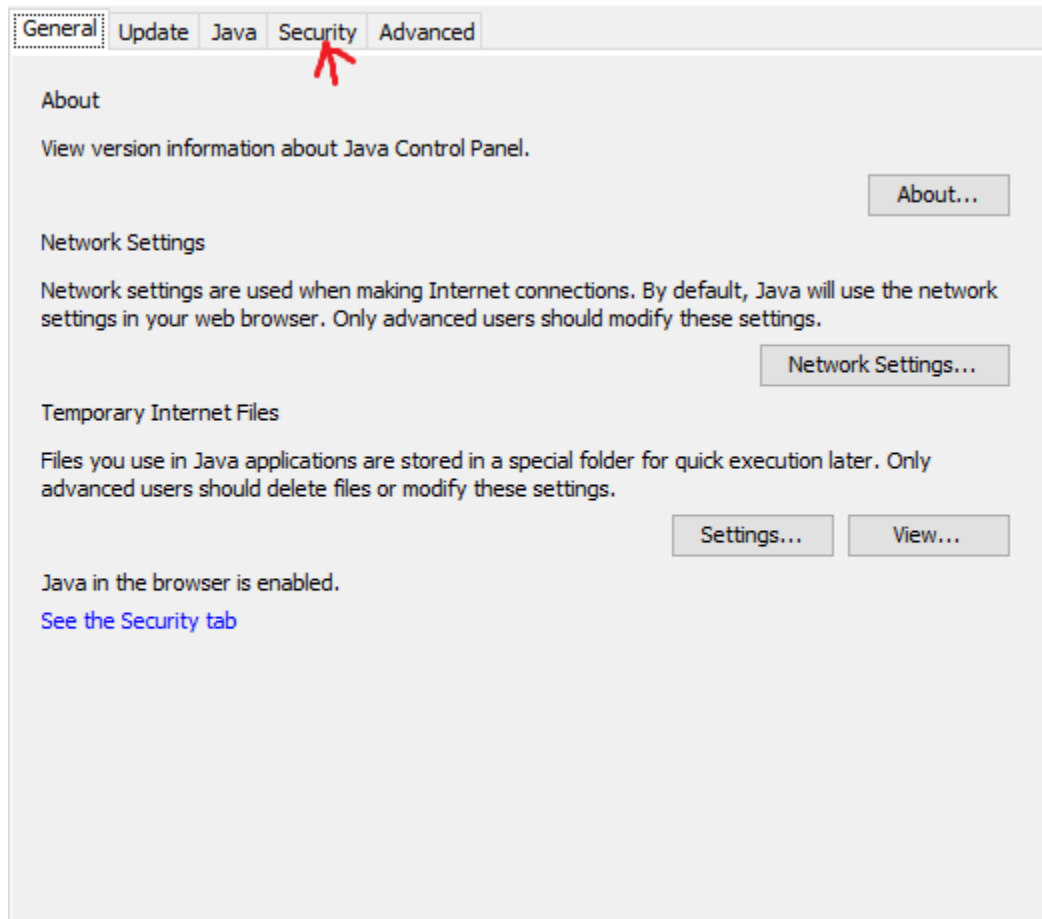 General Update Java Security Advanced
About
View version information about Java Control Panel.
About...
Network Settings
Network settings are used when making Internet connections. By default, Java will use the network
settings in your web browser. Only advanced users should modify these settings.
Network Settings...
Temporary Internet Files
Files you use in Java applications are stored in a special folder for quick execution later. Only
advanced users should delete files or modify these settings.
Settings... View...
Java in the browser is enabled.
See the Security tab